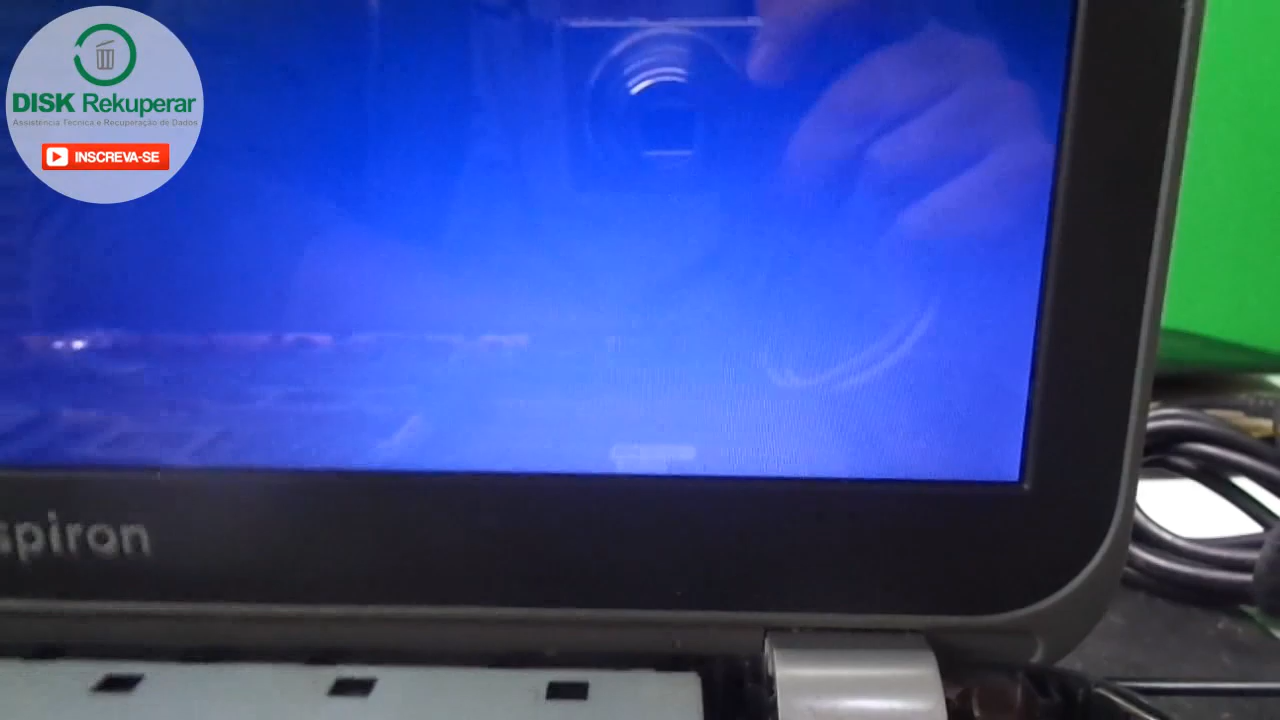 DISK Rekuperar
Assistência Técnica e Recuperação de Dados
INSCREVA-SE
spiron